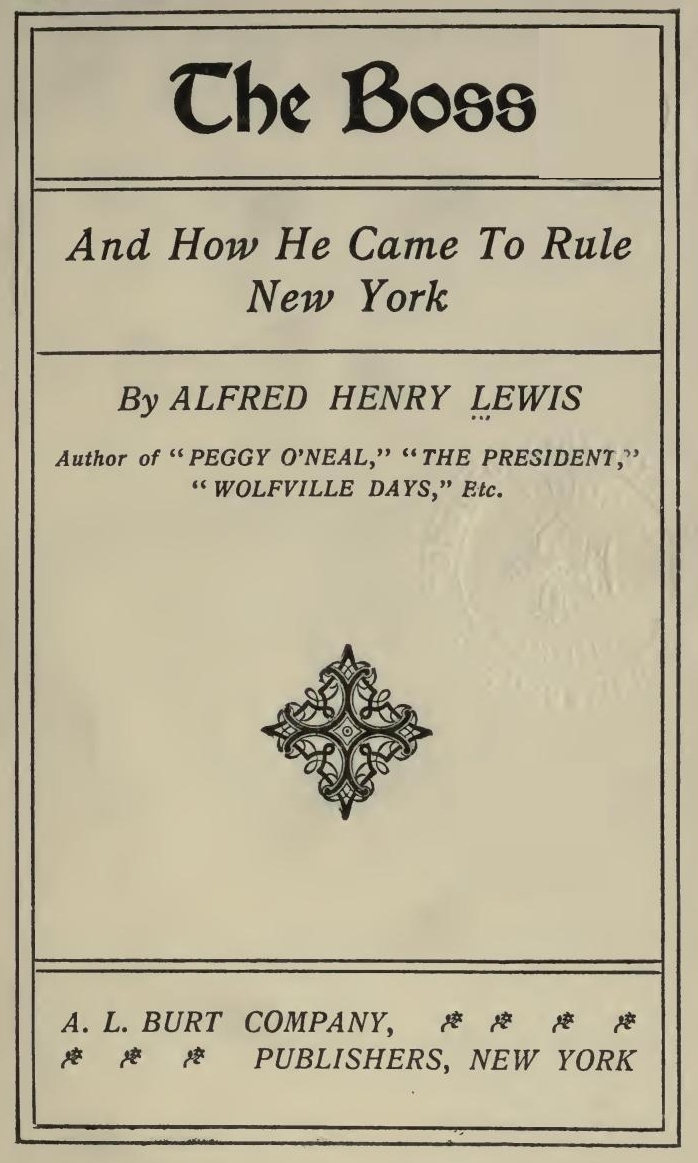 The Boss
And How He Came To Rule
New York
By ALFRED HENRY LEWIS
Author of "PEGGY O'NEAL," "THE PRESIDENT,"
"WOLFVILLE DAYS," Etc.
A. L. BURT COMPANY,
PUBLISHERS, NEW YORK